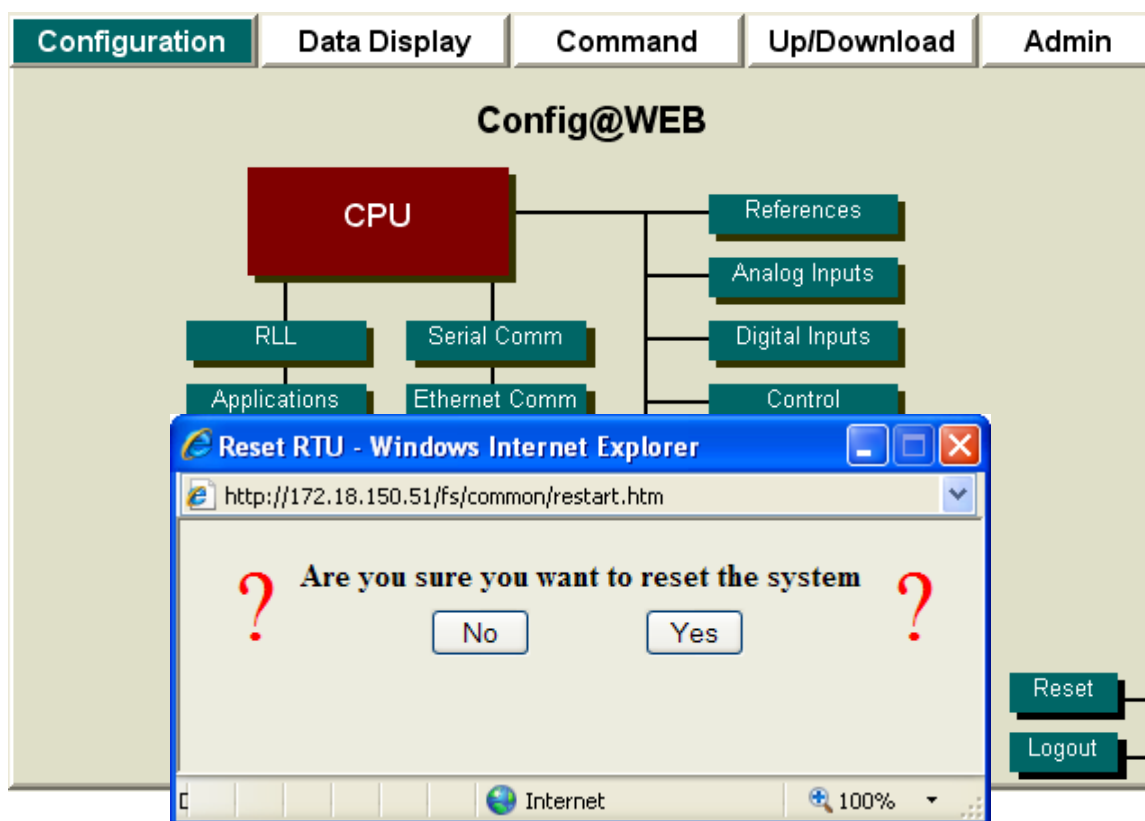 Configuration Data Display Command Up/Download Admin
Config@WEB
CPU
References
Analog Inputs
RLL Serial Comm Digital Inputs
Applications Ethernet Comm Control
Reset RTU - Windows Internet Explorer
http://172.18.150.51/fs/common/restart.htm
? Are you sure you want to reset the system ?
No Yes
Reset
Logout
Internet 100%